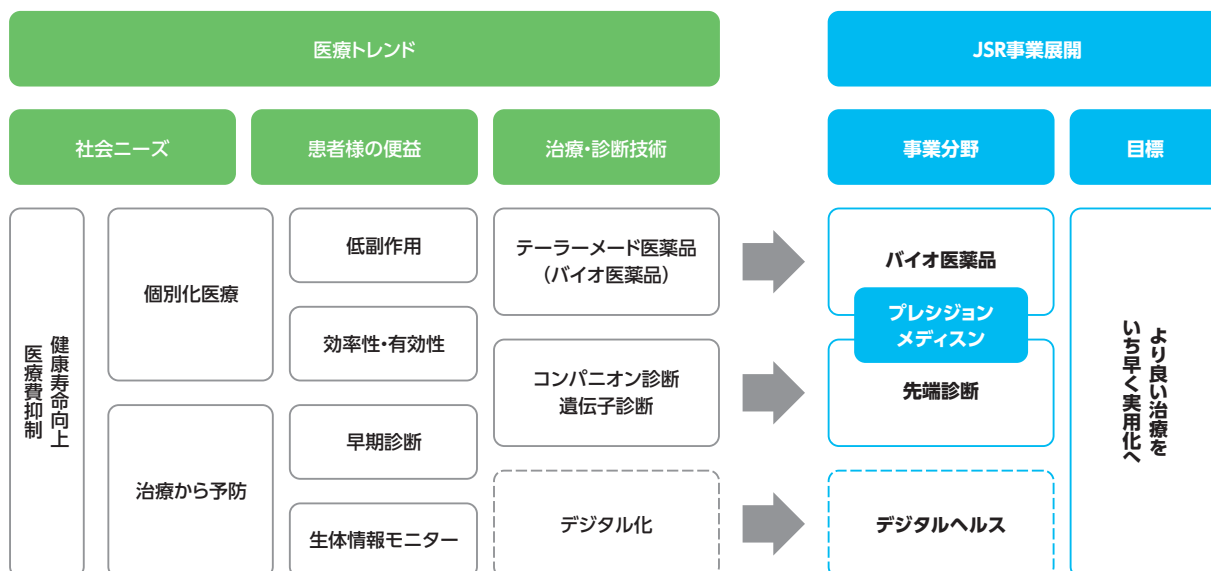 医療トレンド
JSR事業展開
社会ニーズ
患者様の便益
治療・診断技術
事業分野
目標
健康寿命向上
医療費抑制
個別化医療
治療から予防
低副作用
効率性・有効性
早期診断
生体情報モニター
テーラーメード医薬品
（バイオ医薬品）
コンパニオン診断
遺伝子診断
デジタル化
バイオ医薬品
プレシジョン
メディスン
先端診断
デジタルヘルス
より良い治療を
いち早く実用化へ